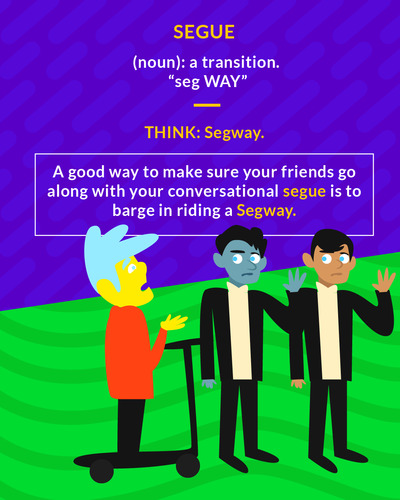 SEGUE
(noun): a transition.
“seg WAY”
THINK: Segway.
A good way to make sure your friends go
along with your conversational segue is to
barge in riding a Segway.